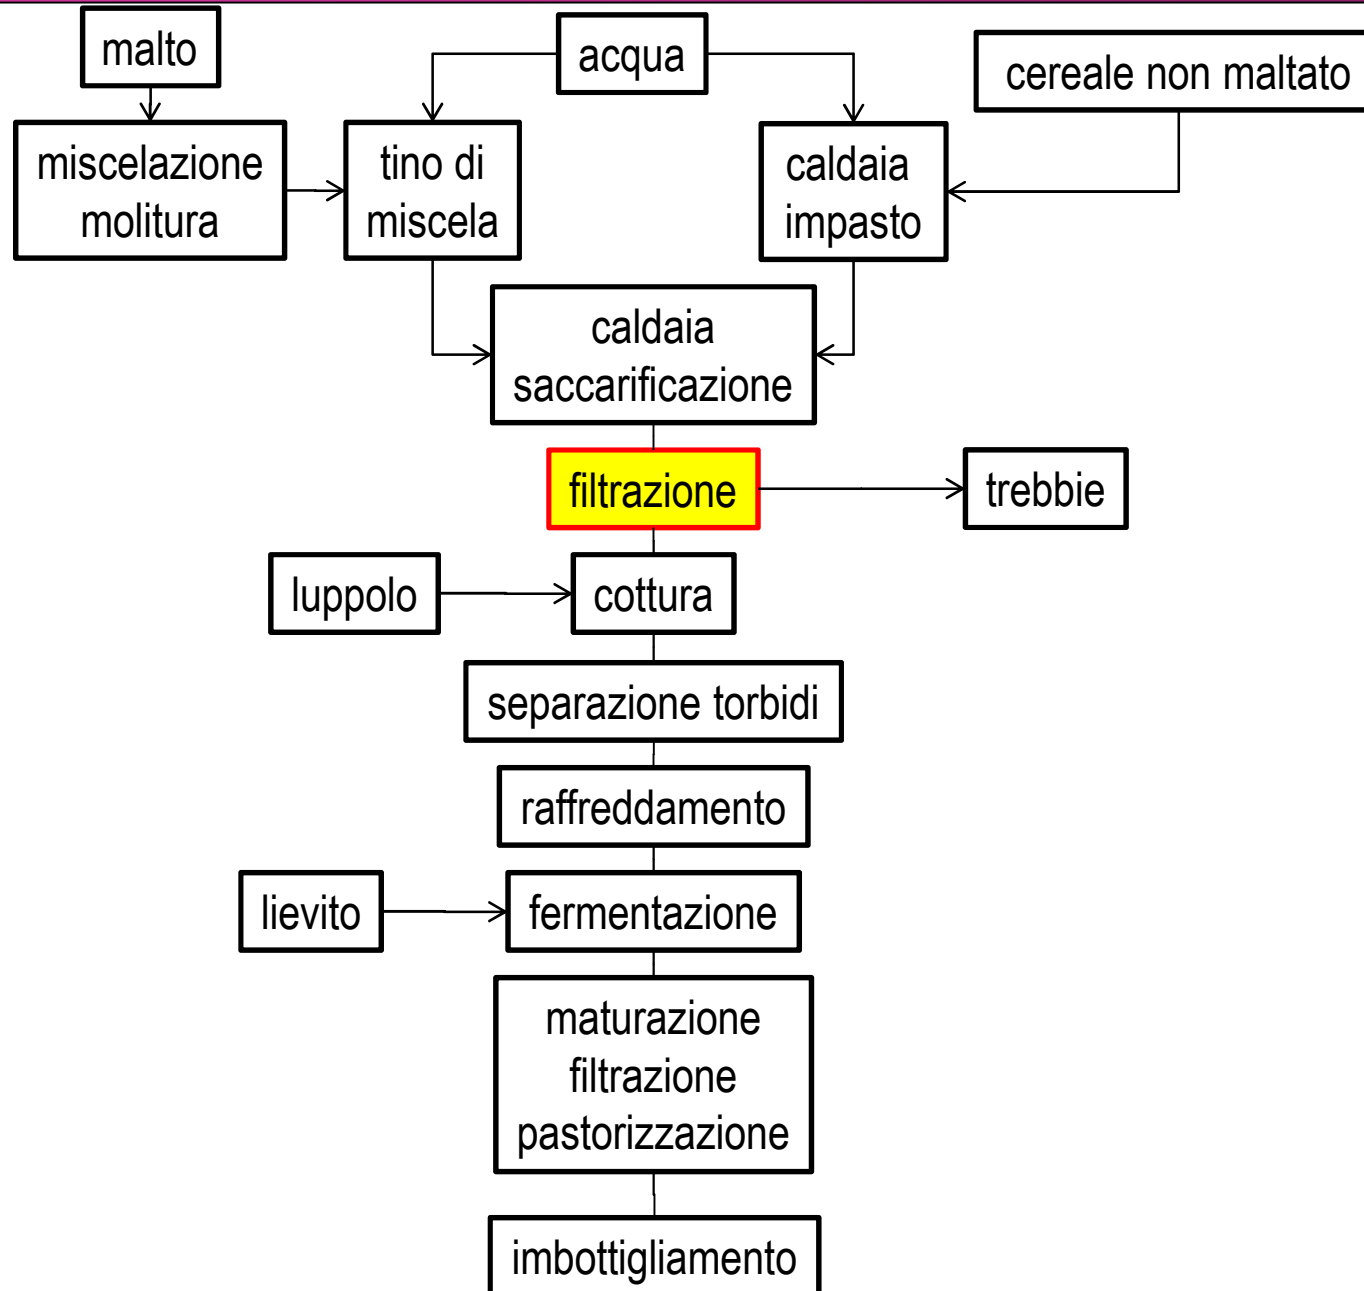 malto
acqua
cereale non maltato
miscelazione
molitura
tino di
miscela
caldaia
impasto
caldaia
saccarificazione
filtrazione
trebbie
luppolo
cottura
separazione torbidi
raffreddamento
lievito
fermentazione
maturazione
filtrazione
pastorizzazione
imbottigliamento